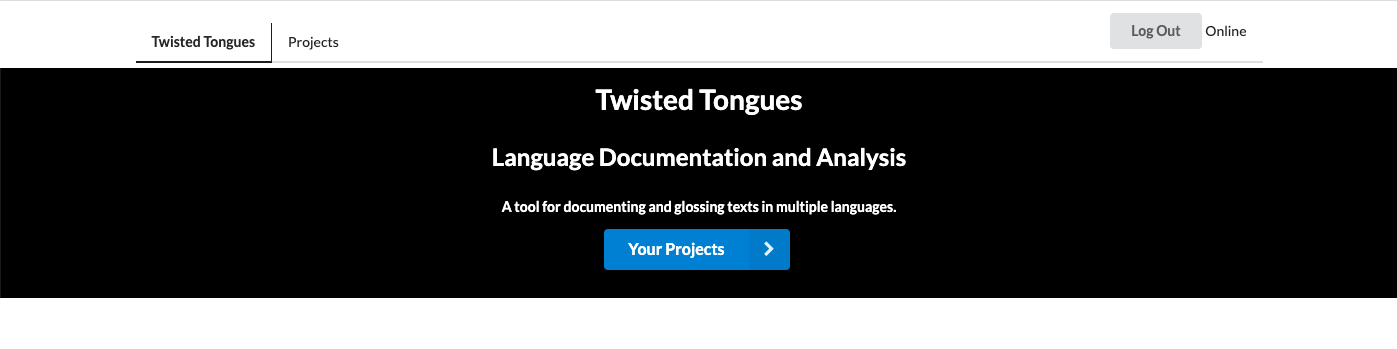 Twisted Tongues Projects Log Out Online
Twisted Tongues
Language Documentation and Analysis
A tool for documenting and glossing texts in multiple languages.
Your Projects